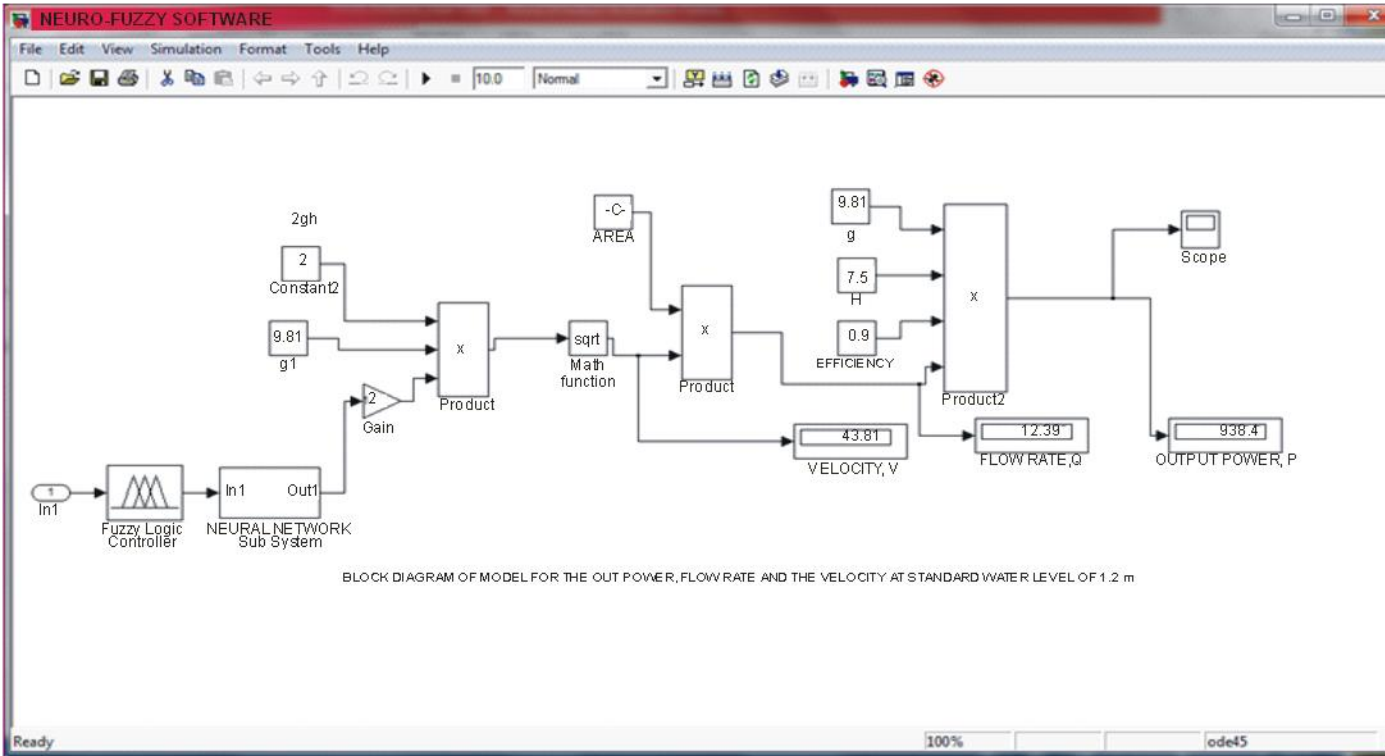 NEURO-FUZZY SOFTWARE
File Edit View Simulation Format Tools Help
10.0 Normal
2gh
2
Constant2
9.81
g1
x
Product
2
Gain
sqrt
Math
function
-C-
AREA
x
Product
9.81
g
7.5
H
0.9
EFFICIENCY
x
Product2
Scope
43.81
VELOCITY, V
12.39
FLOW RATE,Q
938.4
OUTPUT POWER, P
1
In1
Fuzzy Logic
Controller
In1 Out1
NEURAL NETWORK
Sub System
BLOCK DIAGRAM OF MODEL FOR THE OUT POWER, FLOW RATE AND THE VELOCITY AT STANDARD WATER LEVEL OF 1.2 m
Ready 100% ode45